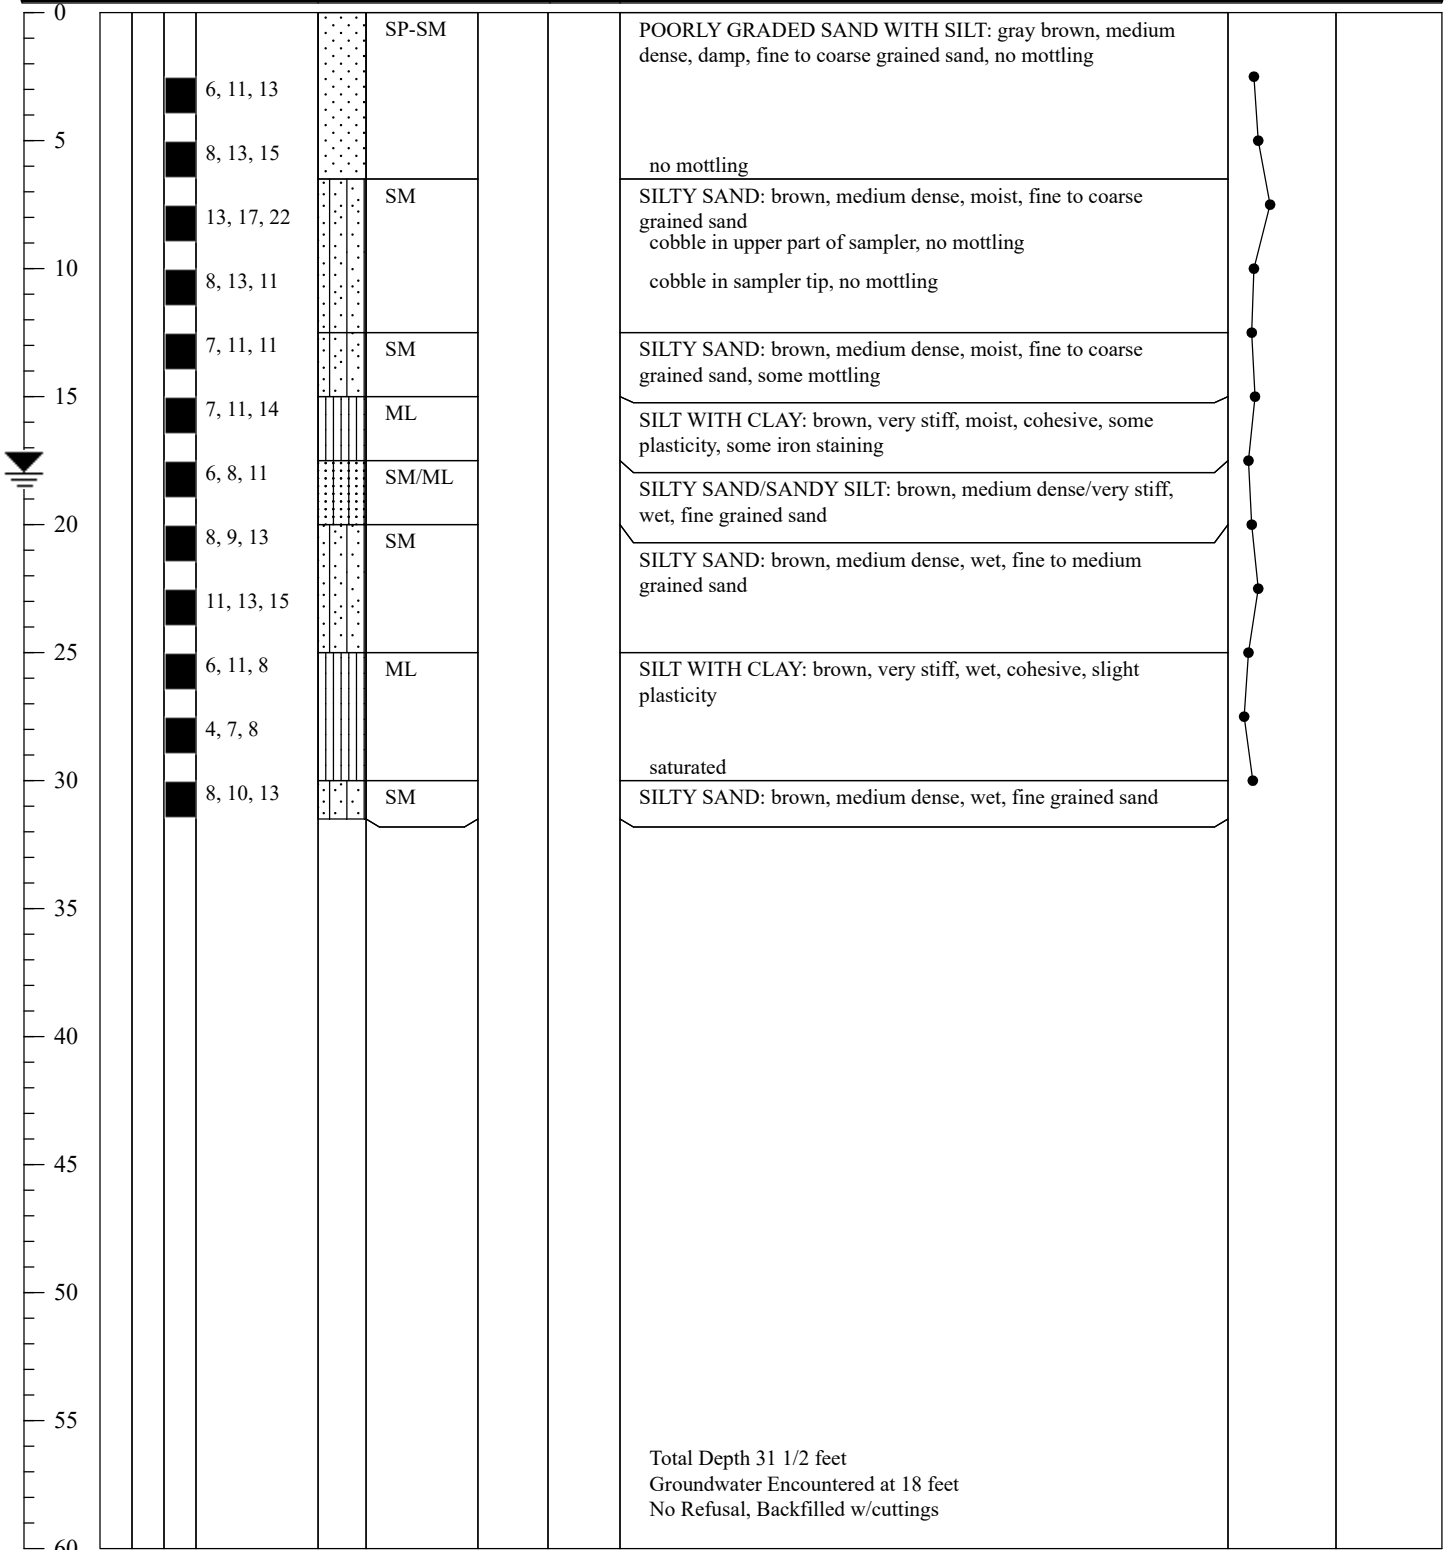 0
SP-SM
POORLY GRADED SAND WITH SILT: gray brown, medium
dense, damp, fine to coarse grained sand, no mottling
6, 11, 13
5
8, 13, 15
no mottling
SM
SILTY SAND: brown, medium dense, moist, fine to coarse
grained sand
13, 17, 22
cobble in upper part of sampler, no mottling
10
8, 13, 11
cobble in sampler tip, no mottling
7, 11, 11
SM
SILTY SAND: brown, medium dense, moist, fine to coarse
grained sand, some mottling
15
7, 11, 14
ML
SILT WITH CLAY: brown, very stiff, moist, cohesive, some
plasticity, some iron staining
6, 8, 11
SM/ML
SILTY SAND/SANDY SILT: brown, medium dense/very stiff,
wet, fine grained sand
20
8, 9, 13
SM
SILTY SAND: brown, medium dense, wet, fine to medium
grained sand
11, 13, 15
25
6, 11, 8
ML
SILT WITH CLAY: brown, very stiff, wet, cohesive, slight
plasticity
4, 7, 8
saturated
30
8, 10, 13
SM
SILTY SAND: brown, medium dense, wet, fine grained sand
35
40
45
50
55
Total Depth 31 1/2 feet
Groundwater Encountered at 18 feet
No Refusal, Backfilled w/cuttings
60